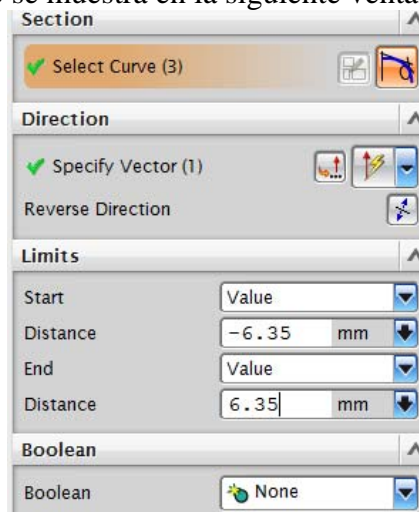 se muestra en la siguiente
Section
Select Curve (3)
Direction
Specify Vector (1)
Reverse Direction
Limits
Start Value
Distance -6.35 mm
End Value
Distance 6.35 mm
Boolean
Boolean None